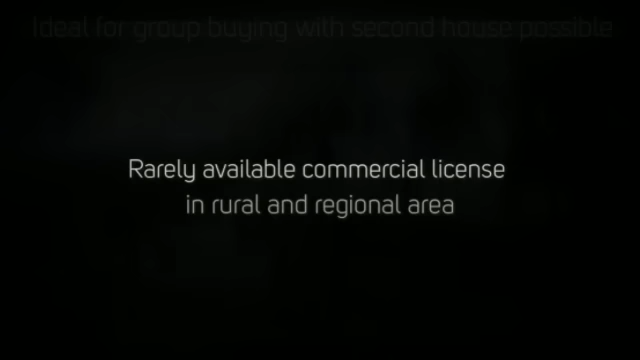 Ideal for group buying with second house possible
Rarely available commercial license
in rural and regional area